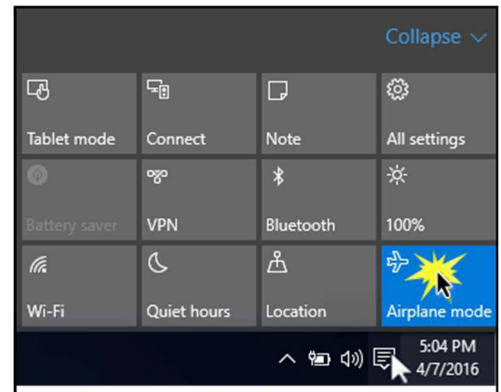 Collapse
Tablet mode Connect Note All settings
Battery saver VPN Bluetooth 100%
Wi-Fi Quiet hours Location Airplane mode
5:04 PM
4/7/2016